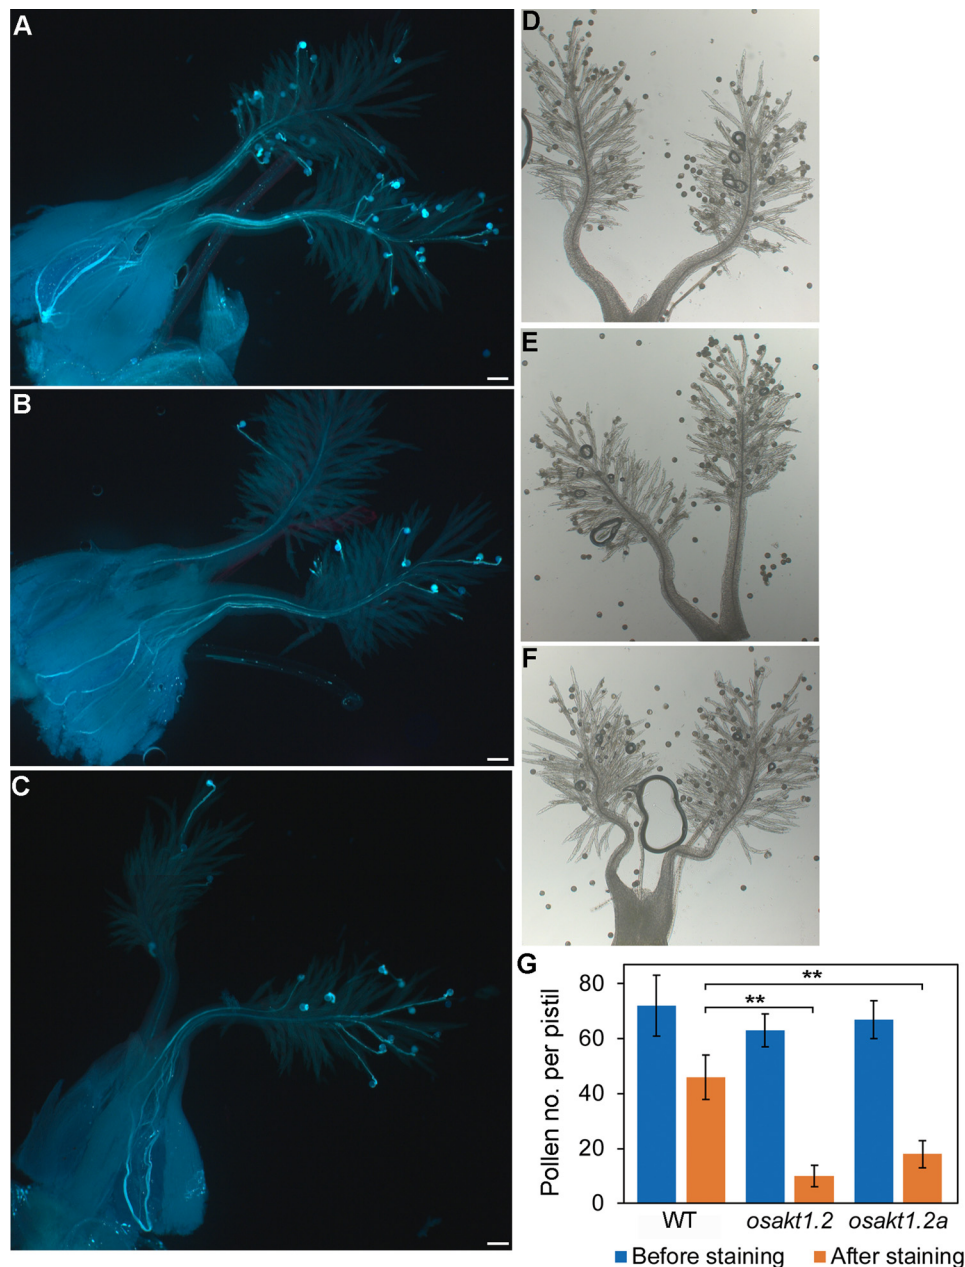 A
B
C
D
E
F
G
Pollen no. per pistil
80
60
40
20
0
**
**
WT
osakt1.2
osakt1.2a
Before staining
After staining